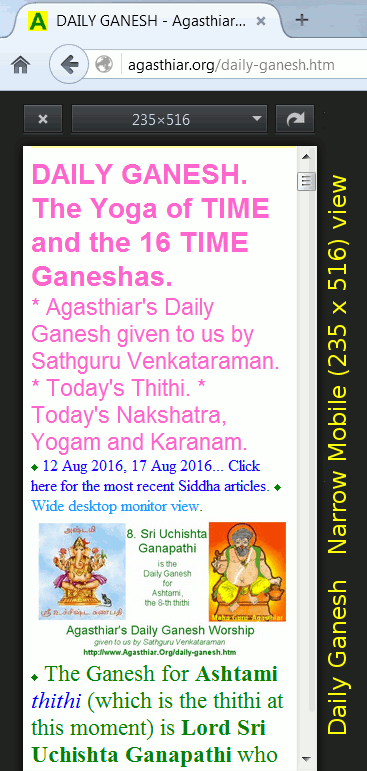 A DAILY GANESH - Agasthiar...
agasthiar.org/daily-ganesh.htm
235×516
DAILY GANESH.
The Yoga of TIME
and the 16 TIME
Ganeshas.
* Agasthiar's Daily
Ganesh given to us by
Sathguru Venkataraman.
* Today's Thithi. *
Today's Nakshatra,
Yogam and Karanam.
12 Aug 2016, 17 Aug 2016... Click
here for the most recent Siddha articles.
Wide desktop monitor view.
அஷ்டமி
ஸ்ரீ உச்சிஷ்ட கணபதி
8. Sri Uchishta
Ganapathi
is the
Daily Ganesh
for
Ashtami,
the 8-th thithi
Agasthiar's Daily Ganesh Worship
given to us by Sathguru Venkataraman
http://www.Agasthiar.Org/daily-ganesh.htm
The Ganesh for Ashtami
thithi (which is the thithi at
this moment) is Lord Sri
Uchishta Ganapathi who
Daily Ganesh Narrow Mobile (235 x 516) view